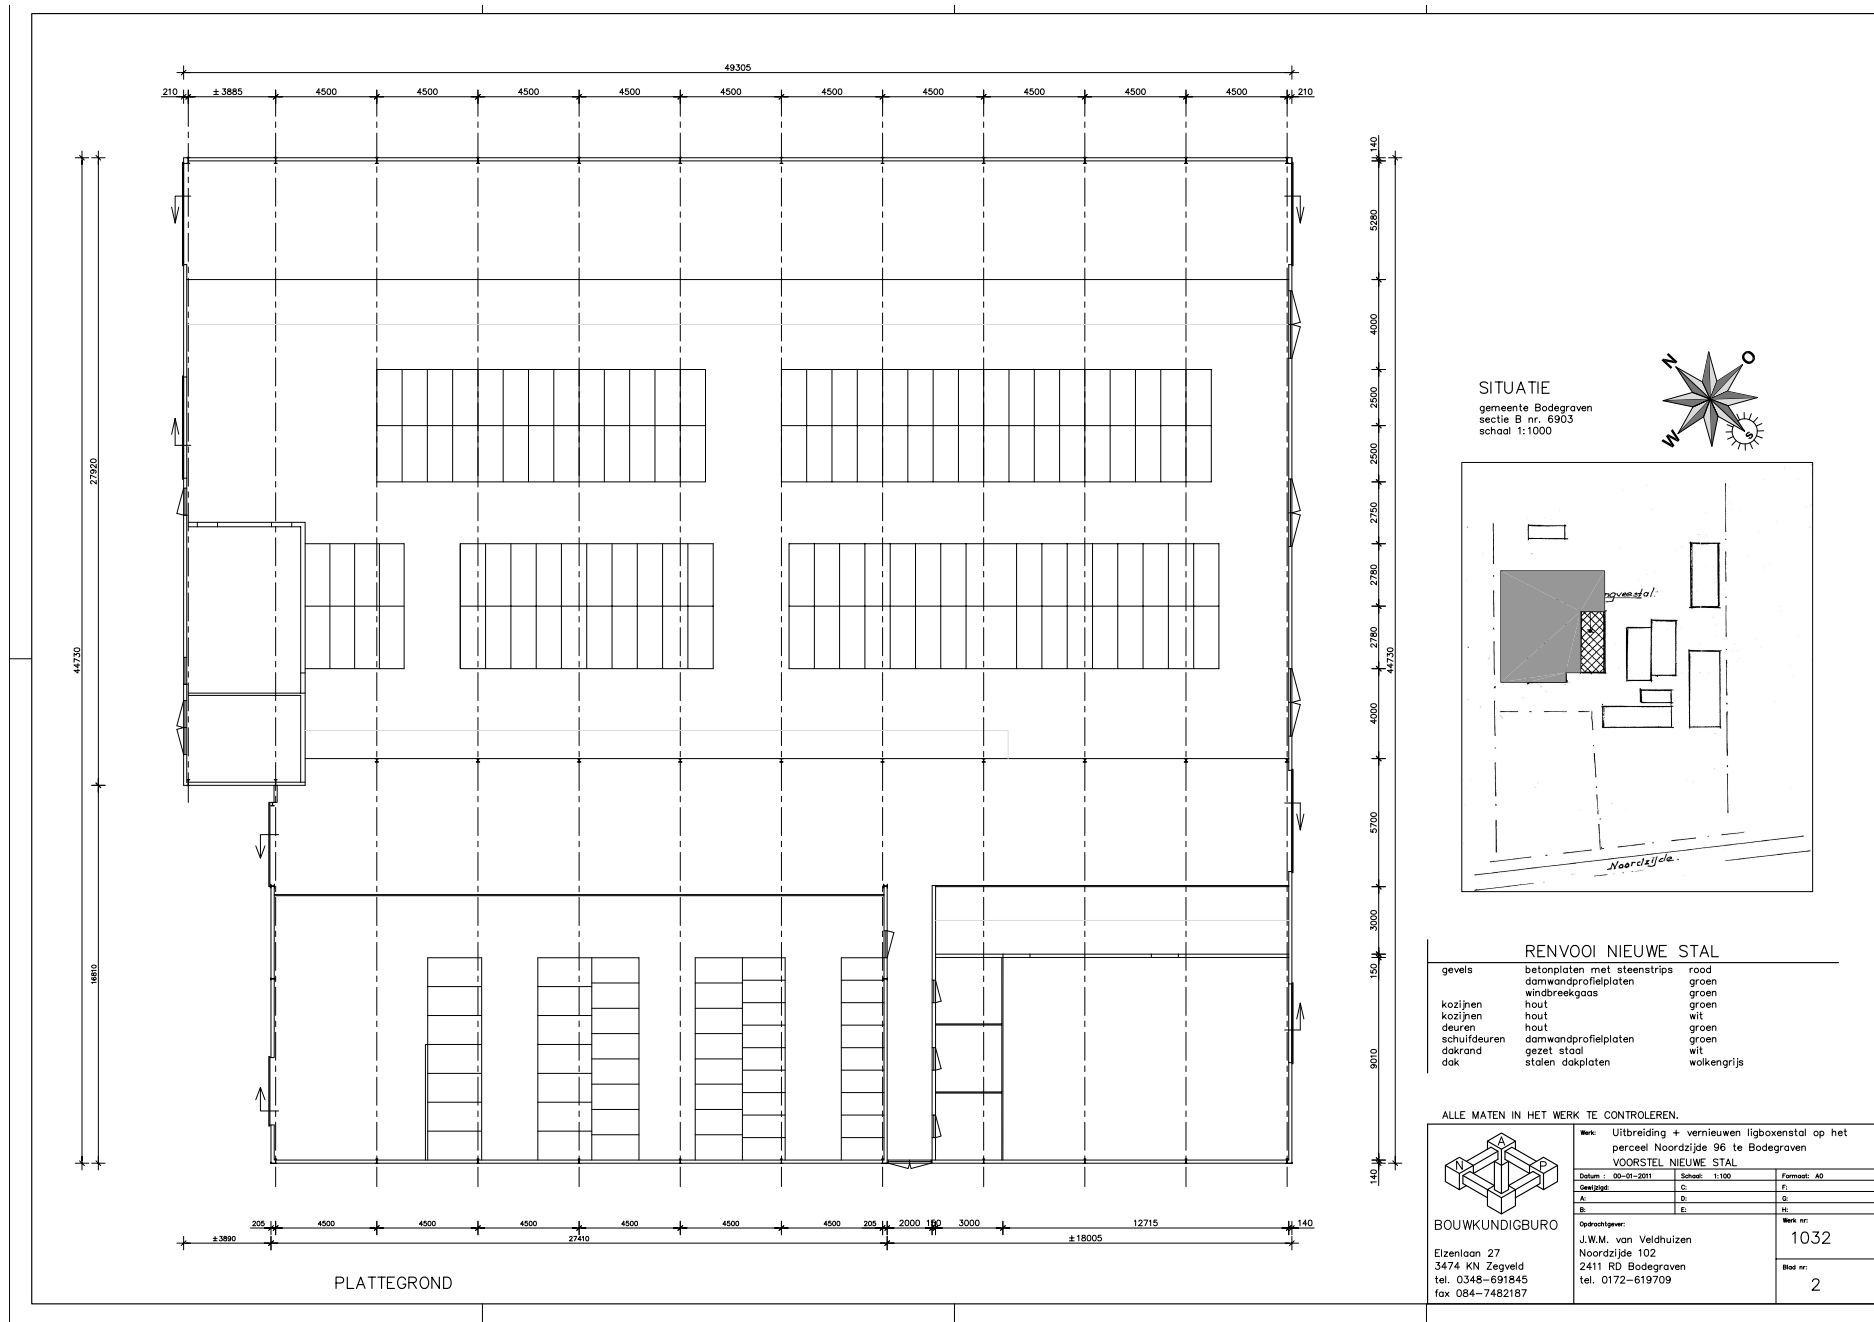 49305
210 ±3885 4500 4500 4500 4500 4500 4500 4500 4500 4500 4500 210
140
5280
4000
2500
2500
2750
2780
2780
4000
5700
3000
150
9010
140
44730
27920
44730
16810
205 4500 4500 4500 4500 4500 4500 205 2000 150 3000 12715 140
±3890 27410 ±18005
PLATTEGROND
SITUATIE
gemeente Bodegraven
sectie B nr. 6903
schaal 1:1000
N
O
W
S
ngveestal.
Noordzijde.
RENVOOI NIEUWE STAL
gevels betonplaten met steenstrips rood
damwandprofielplaten groen
windbreekgaas groen
kozijnen hout groen
kozijnen hout wit
deuren hout groen
schuifdeuren damwandprofielplaten groen
dakrand gezet staal wit
dak stalen dakplaten wolkengrijs
ALLE MATEN IN HET WERK TE CONTROLEREN.
N A P
BOUWKUNDIGBURO
Elzenlaan 27
3474 KN Zegveld
tel. 0348-691845
fax 084-7482187
Werk: Uitbreiding + vernieuwen ligboxenstal op het
perceel Noordzijde 96 te Bodegraven
VOORSTEL NIEUWE STAL
Datum : 00-01-2011 Schaal: 1:100 Formaat: A0
Gewijzigd: C: F:
A: D: G:
B: E: H:
Opdrachtgever:
J.W.M. van Veldhuizen
Noordzijde 102
2411 RD Bodegraven
tel. 0172-619709
Werk nr:
1032
Blad nr:
2